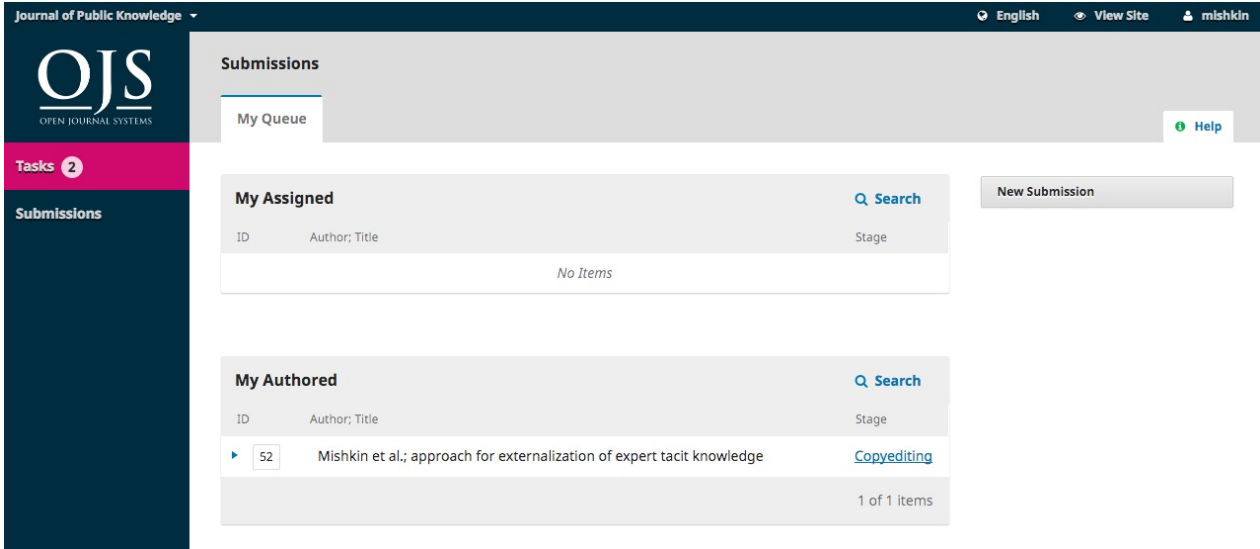 Journal of Public Knowledge English View Site mishkin
OJS
OPEN JOURNAL SYSTEMS
Submissions
My Queue
Help
Tasks 2
Submissions
My Assigned Search
ID Author; Title Stage
No Items
New Submission
My Authored Search
ID Author; Title Stage
52 Mishkin et al.; approach for externalization of expert tacit knowledge Copyediting
1 of 1 items